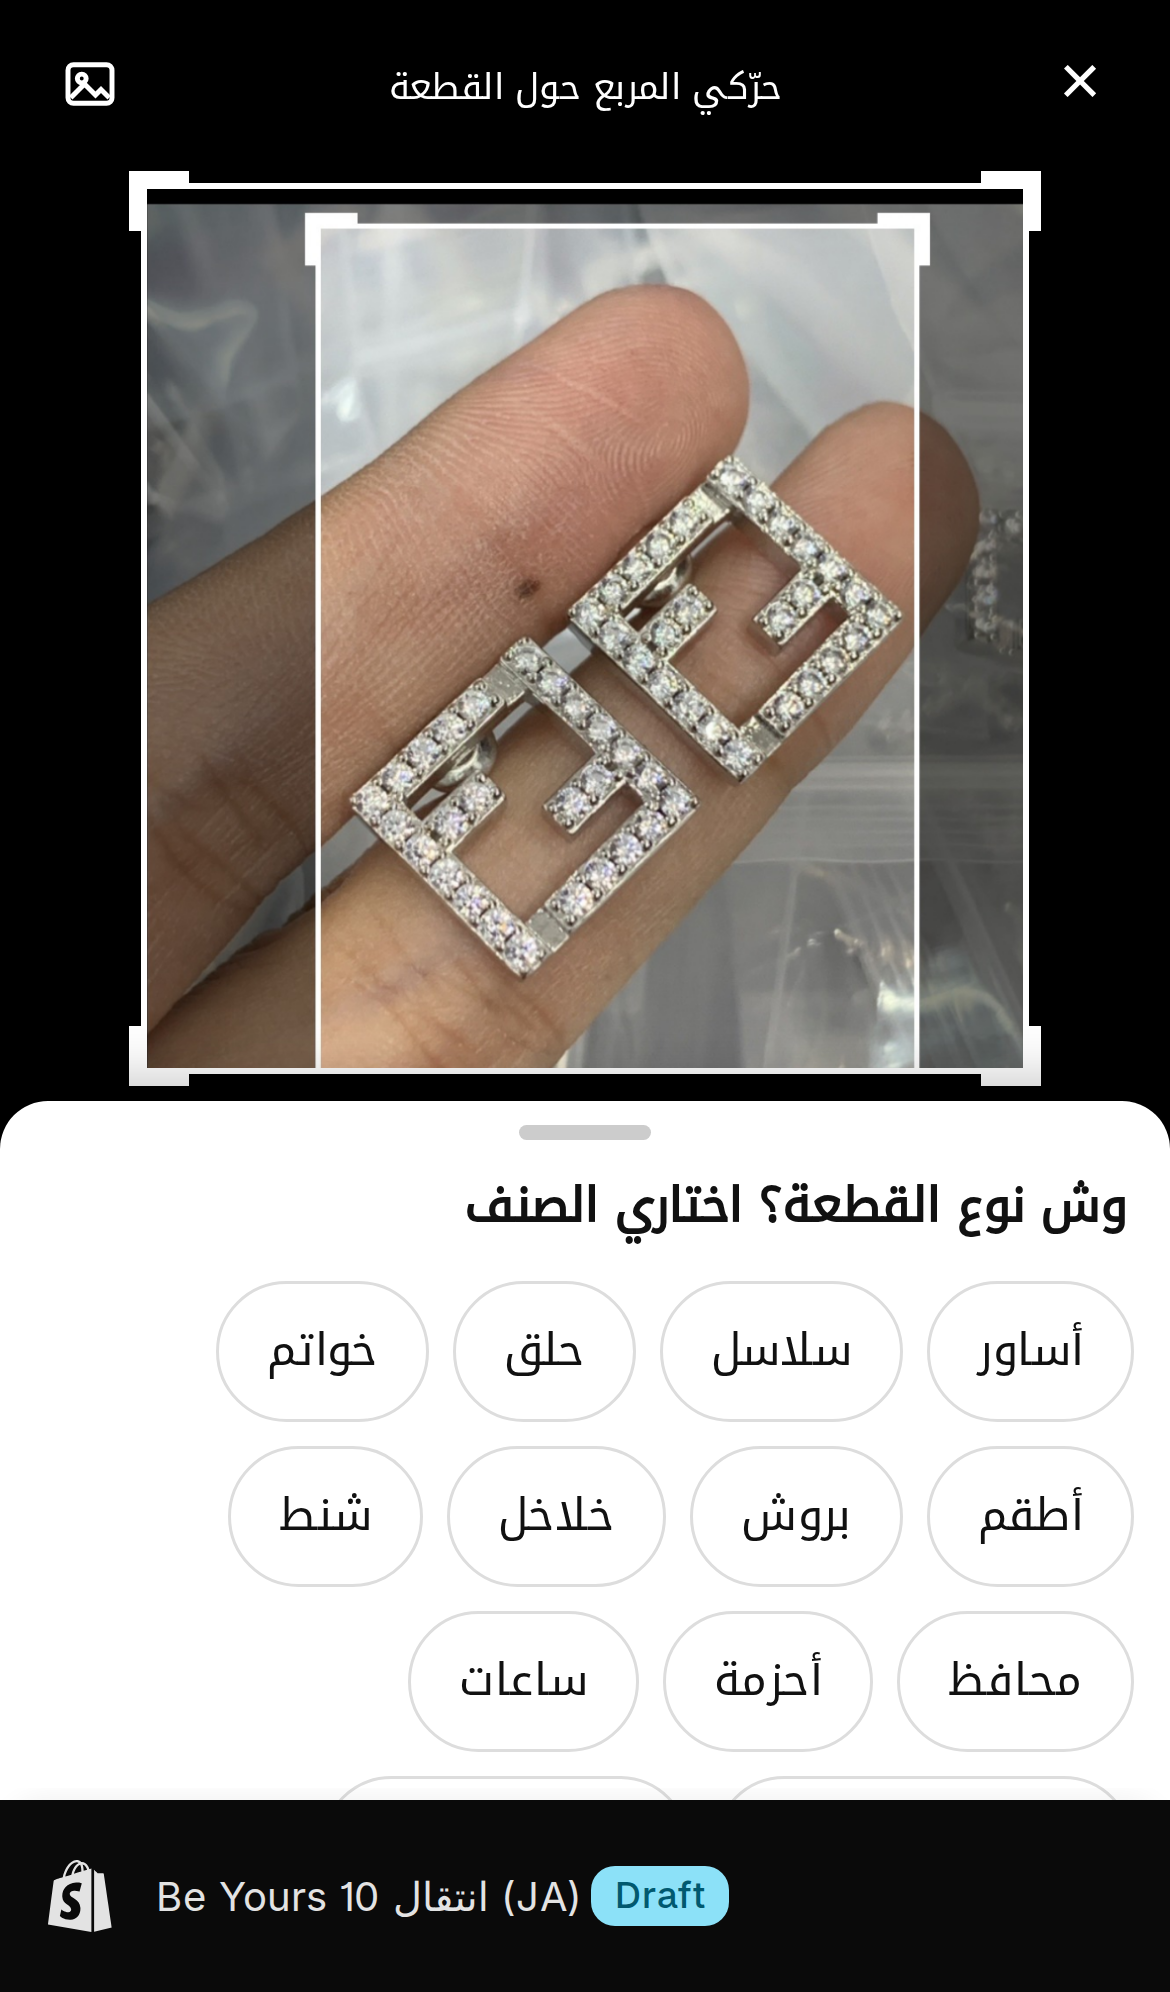 حرّكي المربع حول القطعة
وش نوع القطعة؟ اختاري الصنف
أساور سلاسل حلق خواتم
أطقم بروش خلاخل شنط
محافظ أحزمة ساعات
Be Yours 10 انتقال (JA) Draft